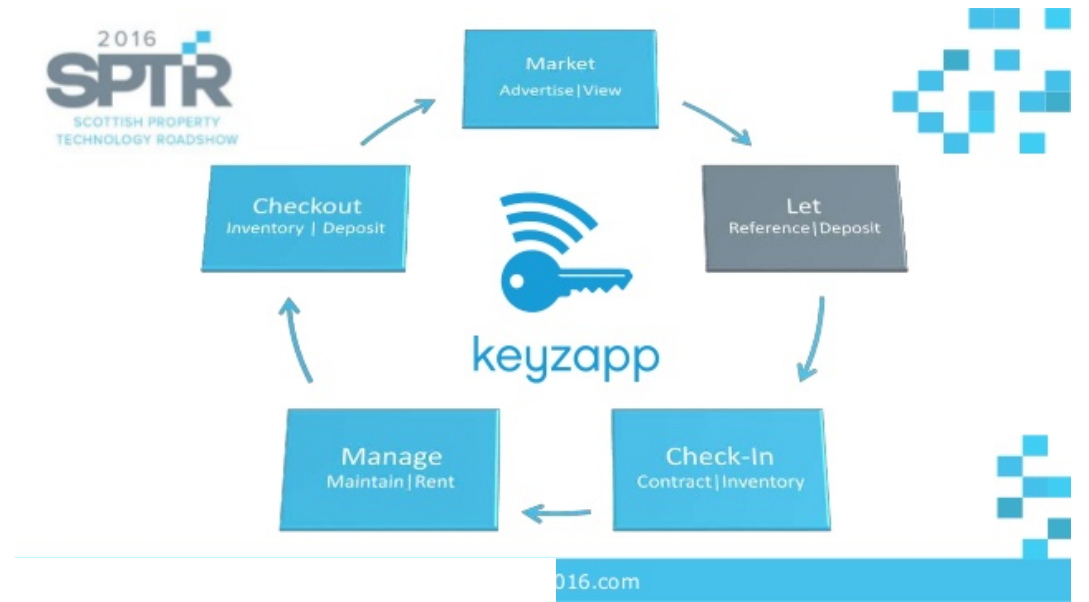 2016
SPTR
SCOTTISH PROPERTY
TECHNOLOGY ROADSHOW
Market
Advertise|View
Let
Reference|Deposit
Check-In
Contract|Inventory
Manage
Maintain|Rent
Checkout
Inventory | Deposit
keyzapp
016.com